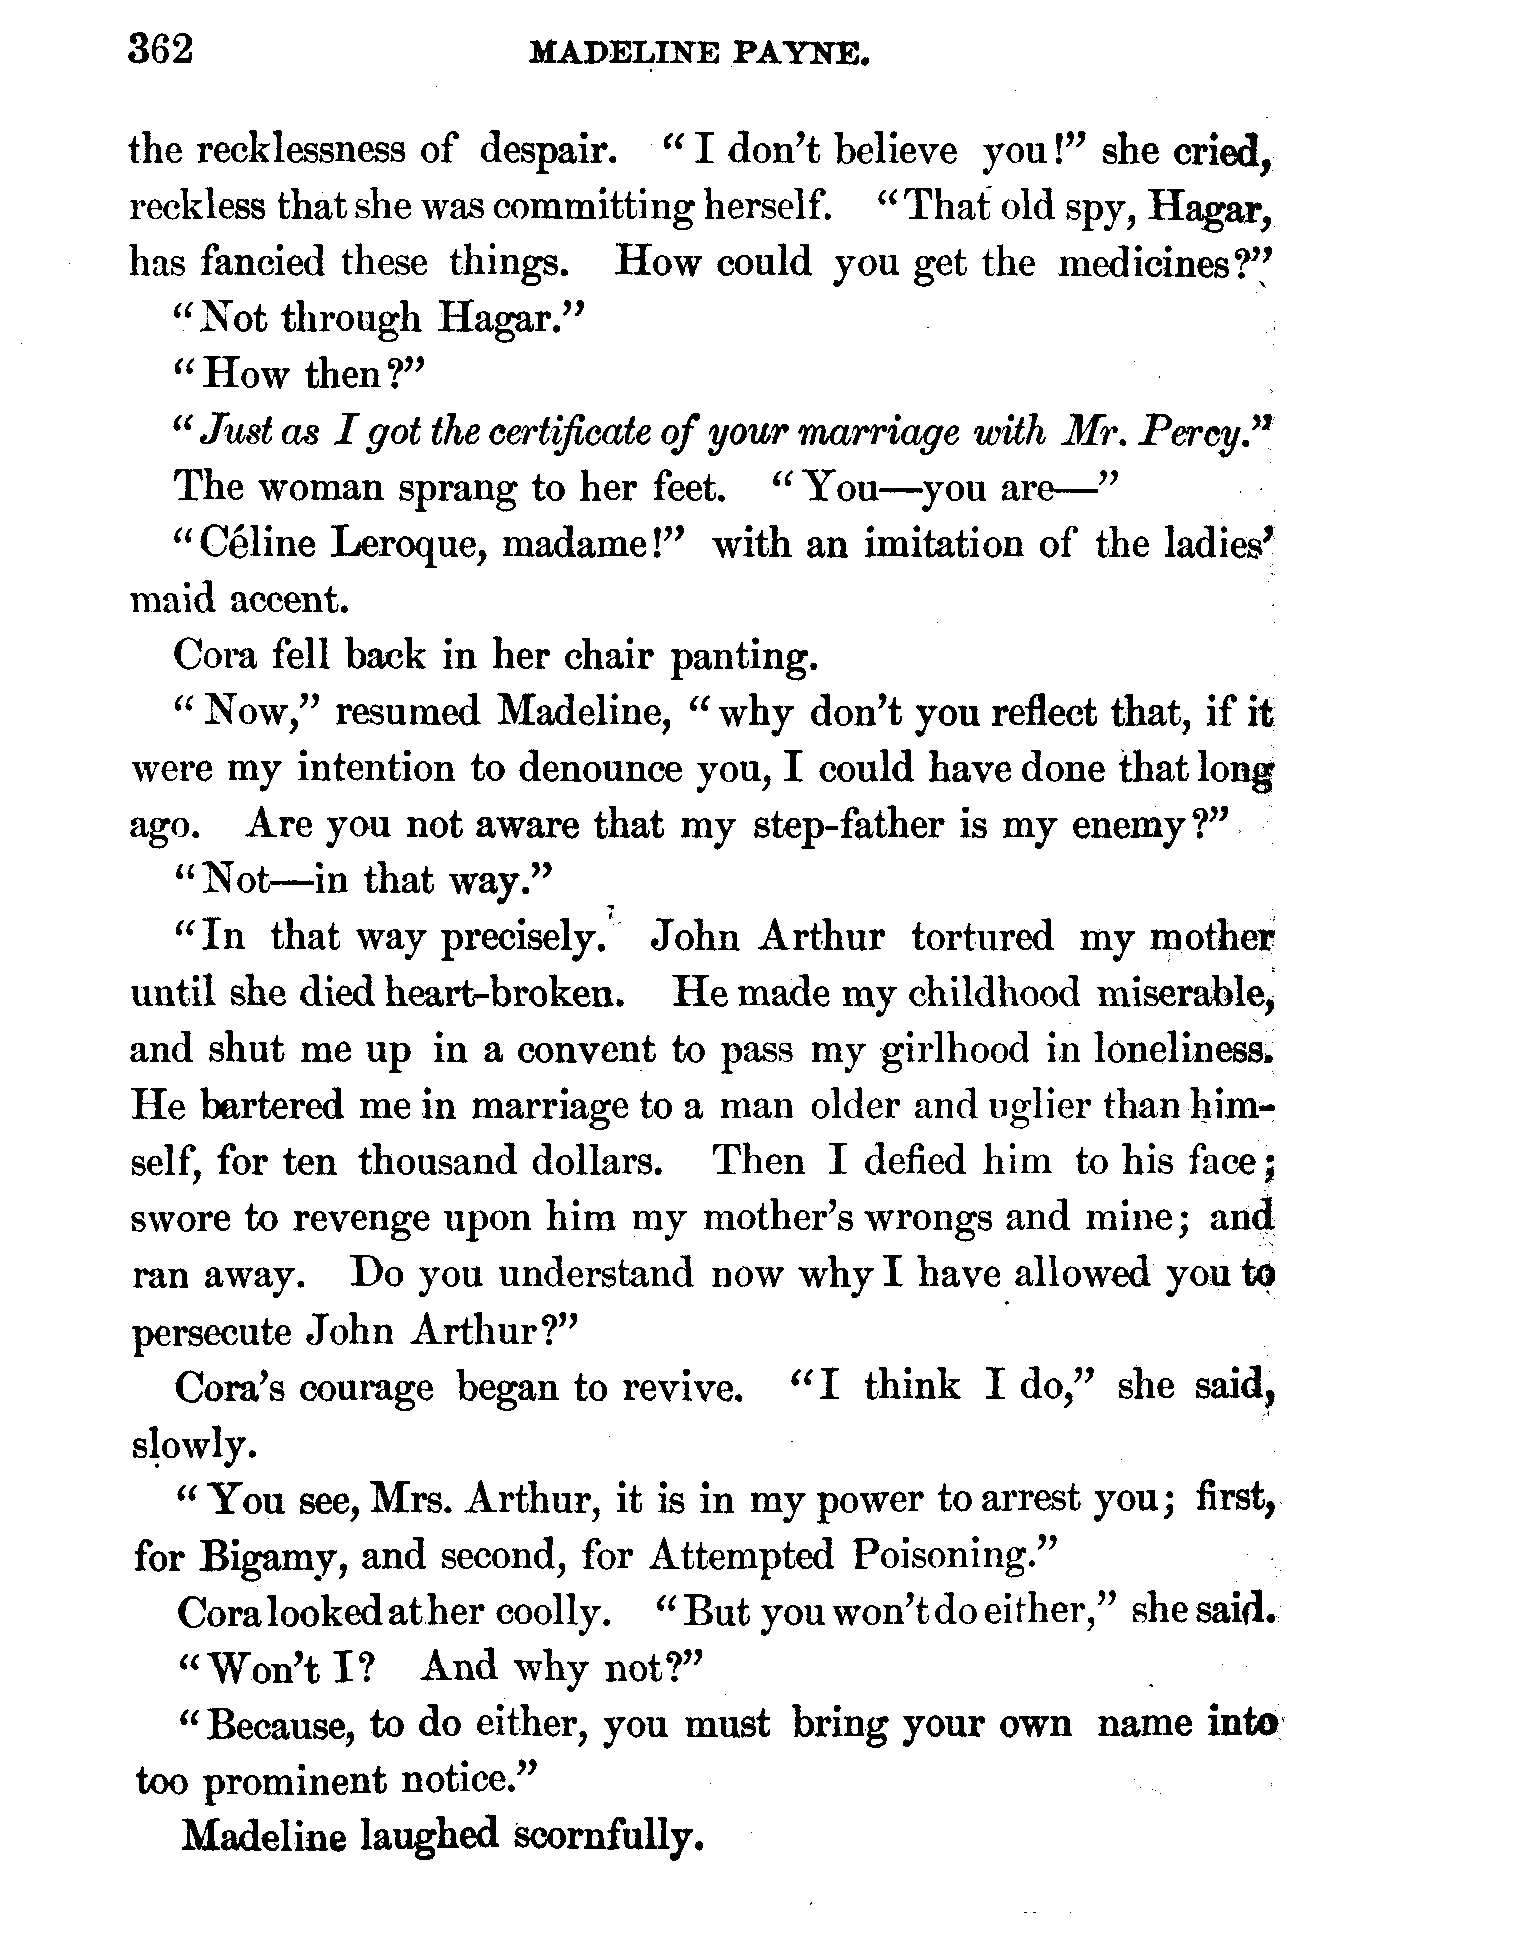 362 MADELINE PAYNE.
the recklessness of despair. "I don't believe you!" she cried,
reckless that she was committing herself. "That old spy, Hagar,
has fancied these things. How could you get the medicines?"
"Not through Hagar."
"How then?"
"Just as I got the certificate of your marriage with Mr. Percy."
The woman sprang to her feet. "You—you are—"
"Céline Leroque, madame!" with an imitation of the ladies'
maid accent.
Cora fell back in her chair panting.
"Now," resumed Madeline, "why don't you reflect that, if it
were my intention to denounce you, I could have done that long
ago. Are you not aware that my step-father is my enemy?"
"Not—in that way."
"In that way precisely. John Arthur tortured my mother
until she died heart-broken. He made my childhood miserable,
and shut me up in a convent to pass my girlhood in loneliness.
He bartered me in marriage to a man older and uglier than him-
self, for ten thousand dollars. Then I defied him to his face;
swore to revenge upon him my mother's wrongs and mine; and
ran away. Do you understand now why I have allowed you to
persecute John Arthur?"
Cora's courage began to revive. "I think I do," she said,
slowly.
"You see, Mrs. Arthur, it is in my power to arrest you; first,
for Bigamy, and second, for Attempted Poisoning."
Cora looked at her coolly. "But you won't do either," she said.
"Won't I? And why not?"
"Because, to do either, you must bring your own name into
too prominent notice."
Madeline laughed scornfully.